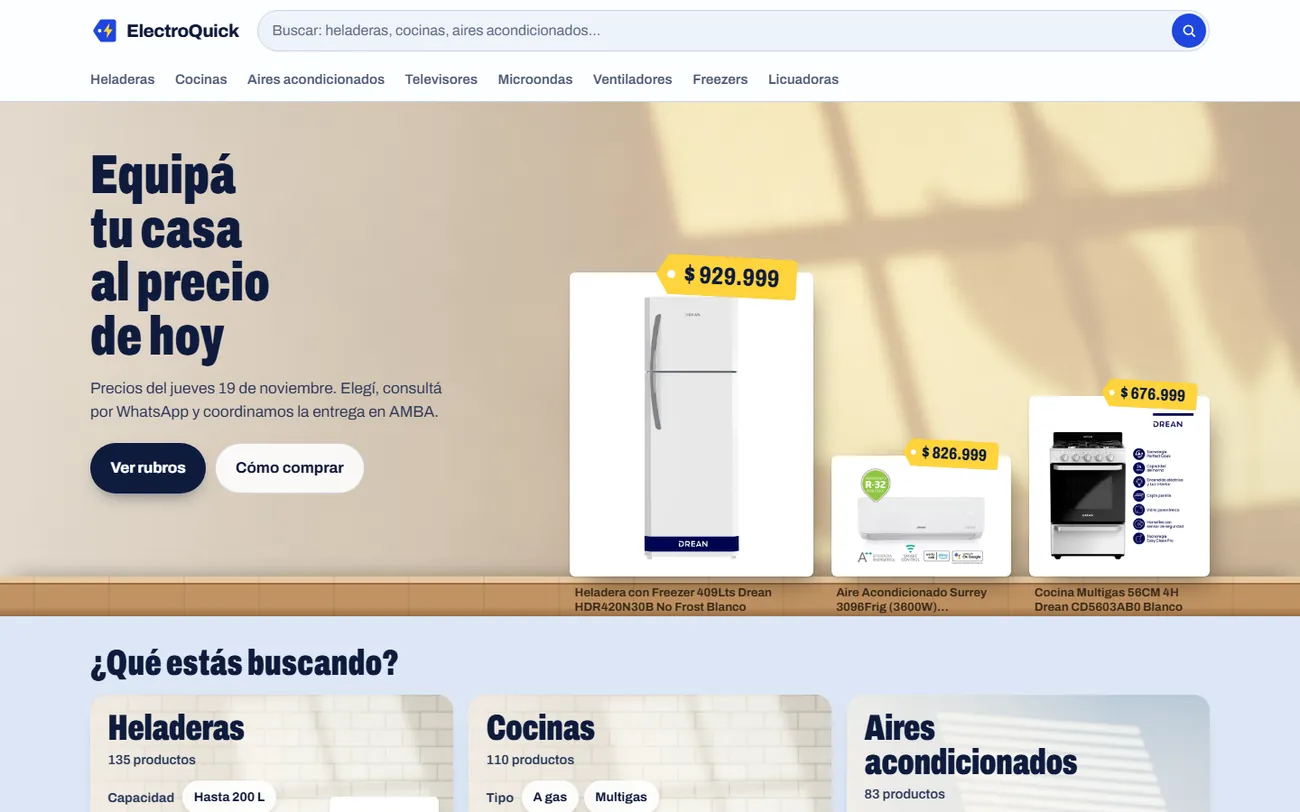 ElectroQuick
Buscar: heladeras, cocinas, aires acondicionados...
Heladeras
Cocinas
Aires acondicionados
Televisores
Microondas
Ventiladores
Freezers
Licuadoras
Equipá
tu casa
al precio
de hoy
Precios del jueves 19 de noviembre. Elegí, consultá
por WhatsApp y coordinamos la entrega en AMBA.
Ver rubros
Cómo comprar
$ 929.999
DREAN
DREAN
Heladera con Freezer 409Lts Drean
HDR420N30B No Frost Blanco
$ 826.999
R-32
Aire Acondicionado Surrey
3096Frig (3600W)...
$ 676.999
DREAN
Cocina Multigas 56CM 4H
Drean CD5603AB0 Blanco
¿Qué estás buscando?
Heladeras
135 productos
Capacidad
Hasta 200 L
Cocinas
110 productos
Tipo
A gas
Multigas
Aires
acondicionados
83 productos